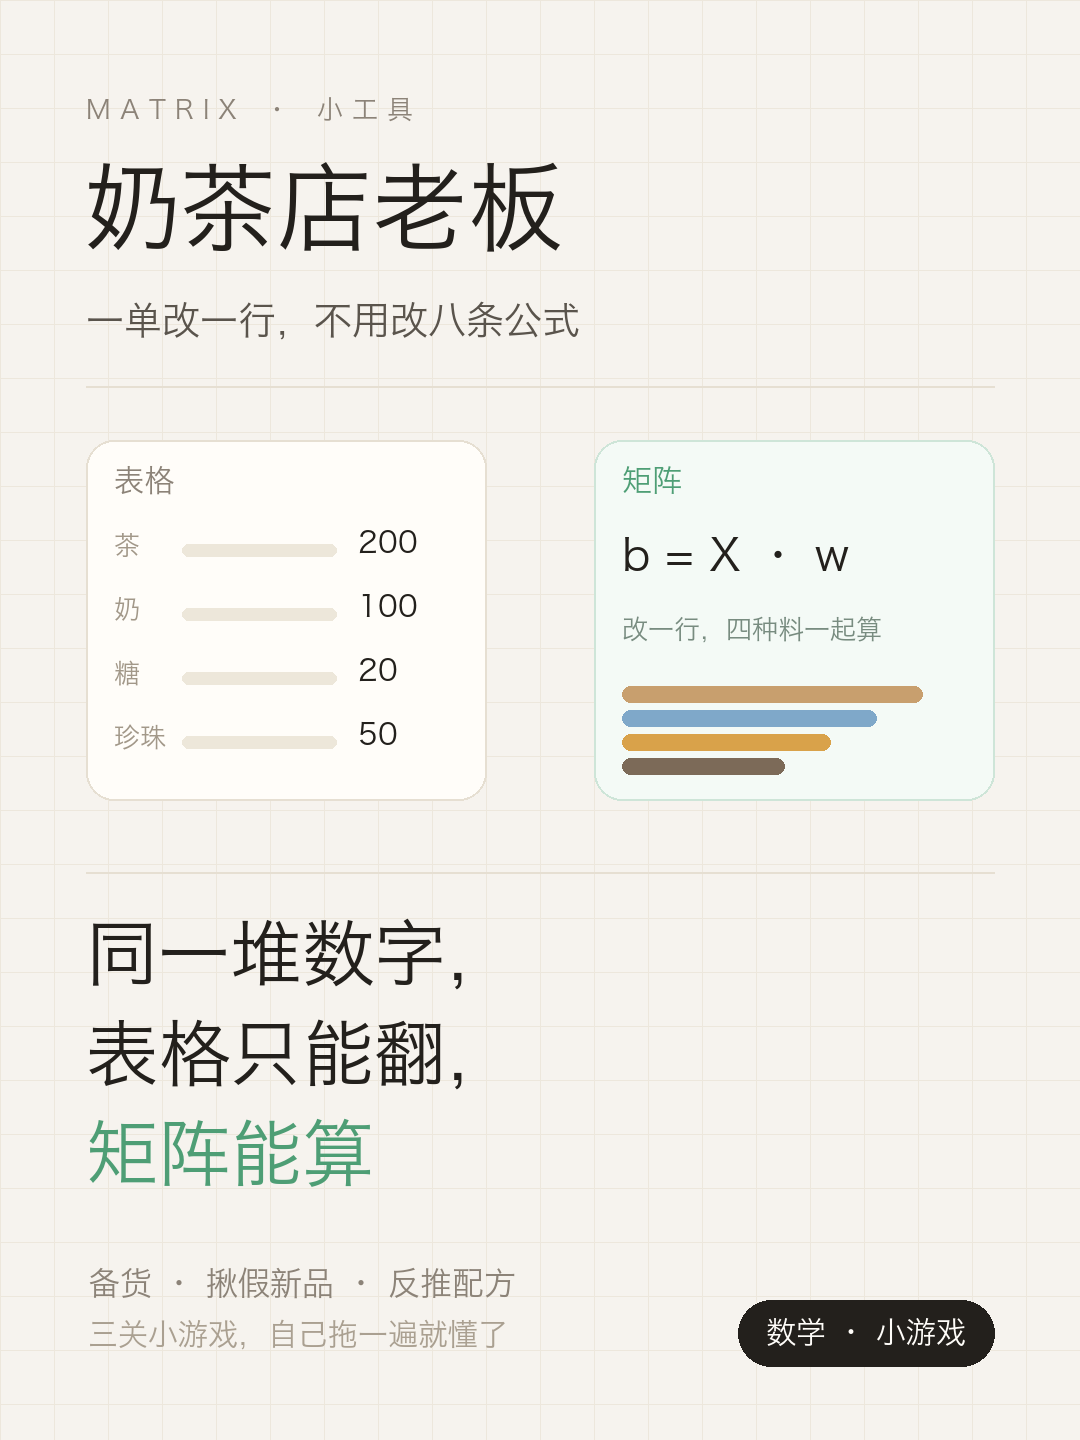 MATRIX · 小工具
奶茶店老板
一单改一行，不用改八条公式
表格
茶 200
奶 100
糖 20
珍珠 50
矩阵
b = X · w
改一行，四种料一起算
同一堆数字，
表格只能翻，
矩阵能算
备货 · 揪假新品 · 反推配方
三关小游戏，自己拖一遍就懂了
数学 · 小游戏